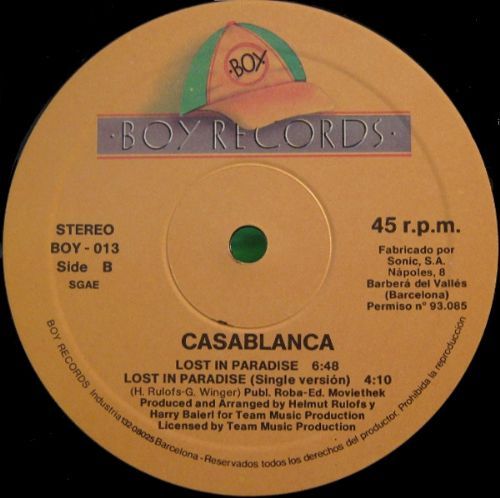 BOY
BOY RECORDS
STEREO
BOY - 013
Side B
SGAE
45 r.p.m.
Fabricado por
Sonic, S.A.
Nápoles, 8
Barberá del Vallés
(Barcelona)
Permiso n° 93.085
CASABLANCA
LOST IN PARADISE 6:48
LOST IN PARADISE (Single versión) 4:10
(H. Rulofs-G. Winger) Publ. Roba-Ed. Moviethek
Produced and Arranged by Helmut Rulofs y
Harry Baierl for Team Music Production
Licensed by Team Music Production
BOY RECORDS Industria 132.08025 Barcelona - Reservados todos los derechos del productor. Prohibida la reproducción